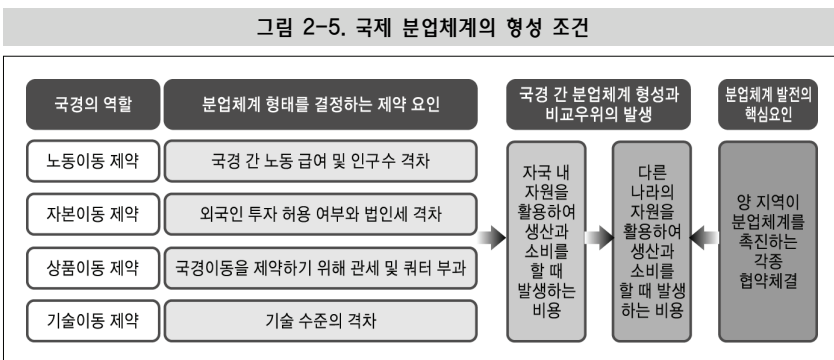 그림 2-5. 국제 분업체계의 형성 조건
국경의 역할
분업체계 형태를 결정하는 제약 요인
국경 간 분업체계 형성과
비교우위의 발생
분업체계 발전의
핵심요인
노동이동 제약
국경 간 노동 급여 및 인구수 격차
자본이동 제약
외국인 투자 허용 여부와 법인세 격차
상품이동 제약
국경이동을 제약하기 위해 관세 및 쿼터 부과
기술이동 제약
기술 수준의 격차
자국 내
자원을
활용하여
생산과
소비를
할 때
발생하는
비용
다른
나라의
자원을
활용하여
생산과
소비를
할 때 발생
하는 비용
양 지역이
분업체계를
촉진하는
각종
협약체결